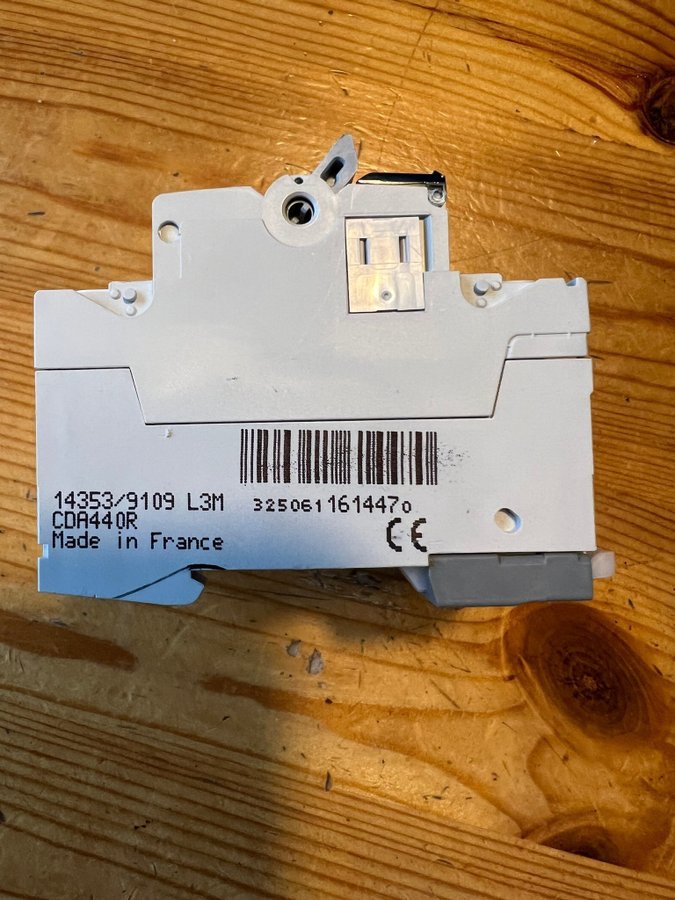 14353/9109 L3M
3250611614470
CDA440R
Made in France
CE